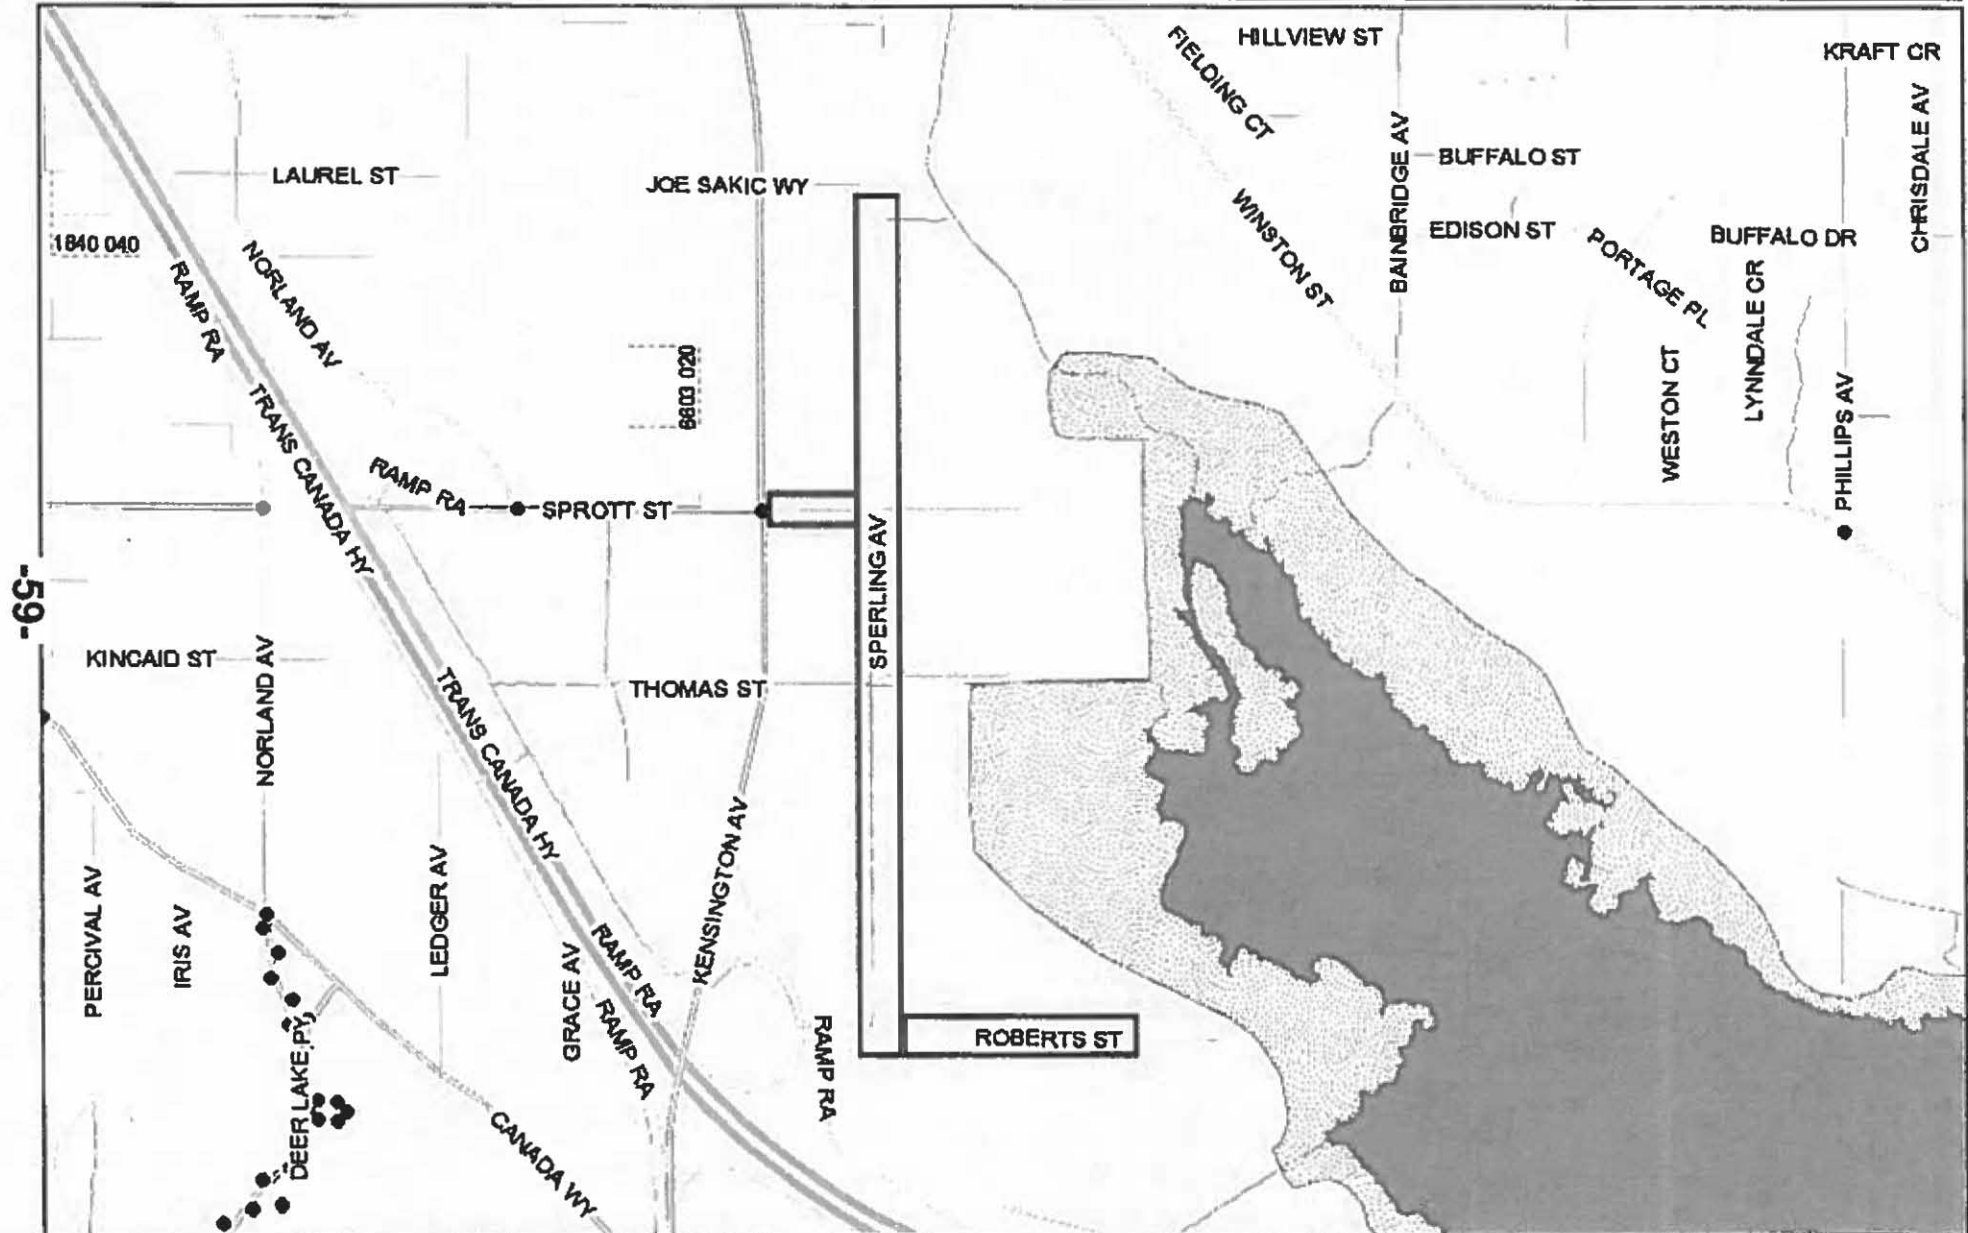 HILLVIEW ST
KRAFT CR
FIELDING CT
CHRISDALE AV
BAINBRIDGE AV
BUFFALO ST
LAUREL ST
JOE SAKIC WY
WINSTON ST
EDISON ST
PORTAGE PL
BUFFALO DR
1840 040
NORLAND AV
RAMP RA
LYNNDALE CR
6603 020
WESTON CT
PHILLIPS AV
TRANS CANADA HY
RAMP RA
SPROTT ST
SPERLING AV
-59-
KINCAID ST
NORLAND AV
THOMAS ST
TRANS CANADA HY
KENSINGTON AV
PERCIVAL AV
IRIS AV
LEDGER AV
GRACE AV
RAMP RA
RAMP RA
RAMP RA
ROBERTS ST
DEER LAKE PY
CANADA WY